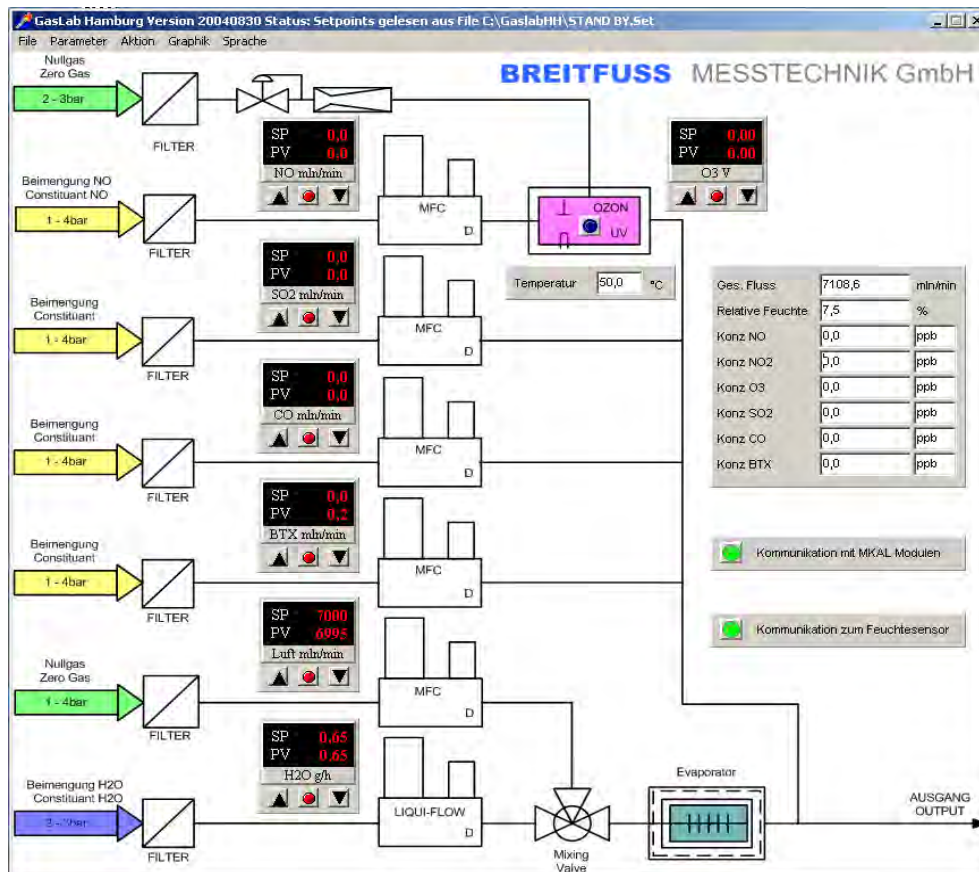 GasLab Hamburg Version 20040830 Status: Setpoints gelesen aus File C:\GaslabHH\STAND BY.Set
File Parameter Aktion Graphik Sprache
BREITFUSS MESSTECHNIK GmbH
Nullgas
Zero Gas
2 - 3bar
FILTER
SP 0,0
PV 0,0
NO mln/min
SP 0,00
PV 0,00
O3 V
Beimengung NO
Constituant NO
1 - 4bar
FILTER
MFC
D
OZON
UV
Temperatur 50,0 °C
SP 0,0
PV 0,0
SO2 mln/min
Beimengung
Constituant
1 - 4bar
FILTER
MFC
D
Ges. Fluss 7108,6 mln/min
Relative Feuchte 7,5 %
Konz NO 0,0 ppb
Konz NO2 0,0 ppb
Konz O3 0,0 ppb
Konz SO2 0,0 ppb
Konz CO 0,0 ppb
Konz BTX 0,0 ppb
SP 0,0
PV 0,0
CO mln/min
Beimengung
Constituant
1 - 4bar
FILTER
MFC
D
SP 0,0
PV 0,2
BTX mln/min
Beimengung
Constituant
1 - 4bar
FILTER
MFC
D
Kommunikation mit MKAL-Modulen
Kommunikation zum Feuchtesensor
SP 7000
PV 6995
Luft mln/min
Nullgas
Zero Gas
1 - 4bar
FILTER
MFC
D
SP 0,65
PV 0,65
H2O g/h
Beimengung H2O
Constituant H2O
FILTER
LIQUI-FLOW
D
Mixing
Valve
Evaporator
AUSGANG
OUTPUT